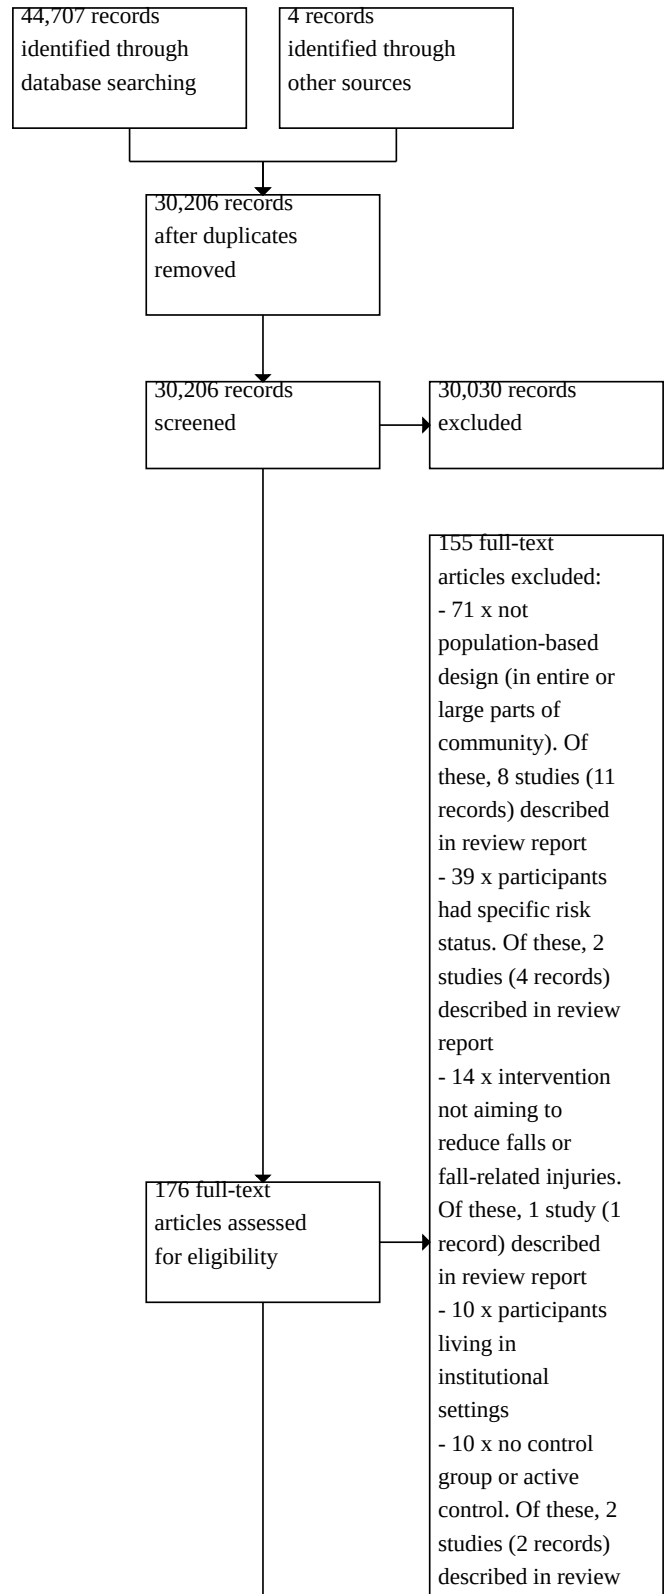 44,707 records
identified through
database searching
4 records
identified through
other sources
30,206 records
after duplicates
removed
30,206 records
screened
30,030 records
excluded
155 full-text
articles excluded:
- 71 x not
population-based
design (in entire or
large parts of
community). Of
these, 8 studies (11
records) described
in review report
- 39 x participants
had specific risk
status. Of these, 2
studies (4 records)
described in review
report
- 14 x intervention
not aiming to
reduce falls or
fall-related injuries.
Of these, 1 study (1
record) described
in review report
- 10 x participants
living in
institutional
settings
- 10 x no control
group or active
control. Of these, 2
studies (2 records)
described in review
176 full-text
articles assessed
for eligibility